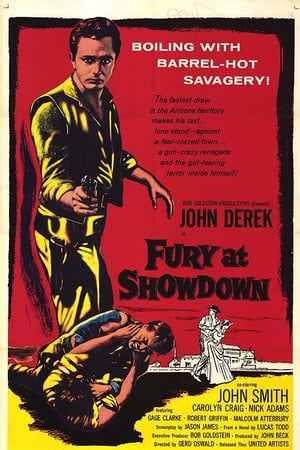 BOILING WITH
BARREL-HOT
SAVAGERY!
The fastest draw
in the Arizona territory
makes his last,
lone stand—against
a fear-crazed town...
a gun-crazy renegade
and the gut-tearing
terror inside himself!
BOB GOLDSTEIN PRODUCTIONS presents
JOHN DEREK
in
FURY at
SHOWDOWN
co-starring
JOHN SMITH
CAROLYN CRAIG · NICK ADAMS
featuring
GAGE CLARKE · ROBERT GRIFFIN · MALCOLM ATTERBURY
Screenplay by JASON JAMES · From a Novel by LUCAS TODD
Executive Producer BOB GOLDSTEIN · Produced by JOHN BECK
Directed by GERD OSWALD · Released thru UNITED ARTISTS